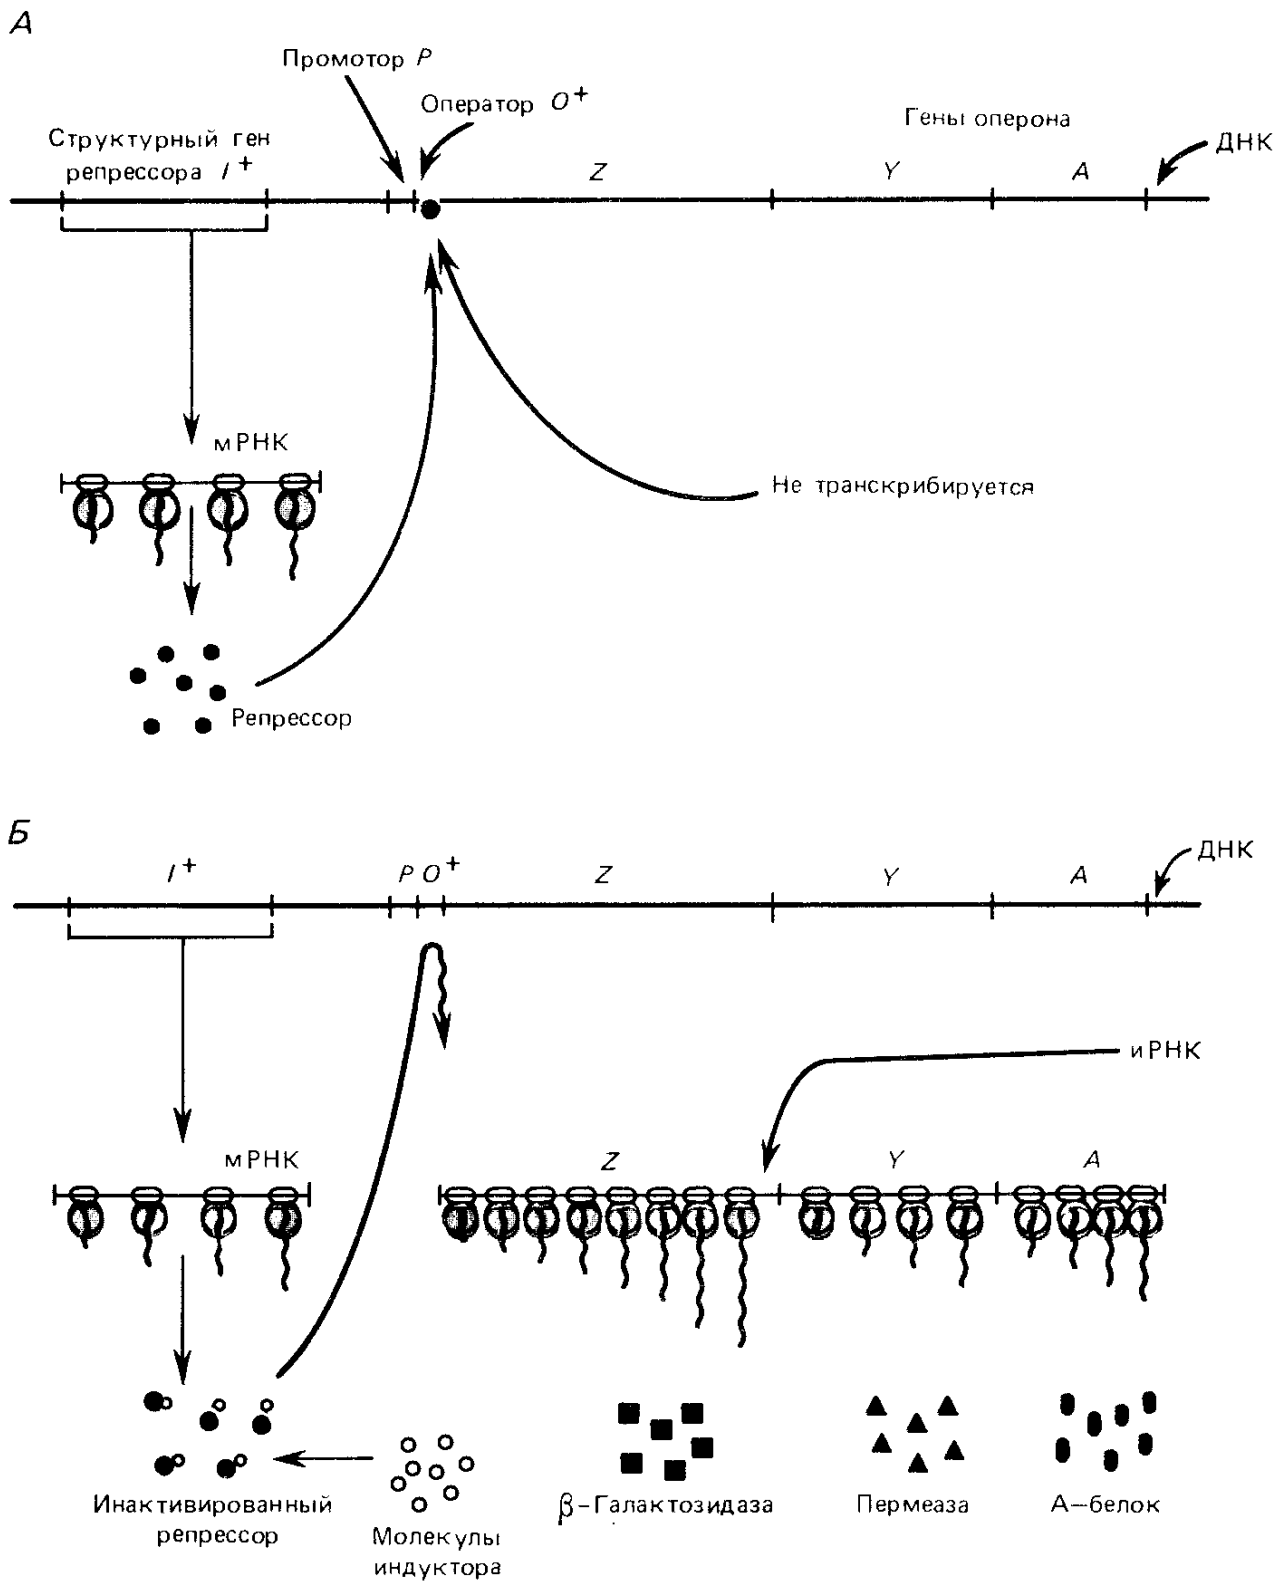 А
Промотор P
Оператор O+
Гены оперона
ДНК
Структурный ген
репрессора I+
Z
Y
A
мРНК
Не транскрибируется
Репрессор
Б
ДНК
I+
P O+
Z
Y
A
иРНК
мРНК
Z
Y
A
Инактивированный
репрессор
Молекулы
индуктора
β-Галактозидаза
Пермеаза
А-белок